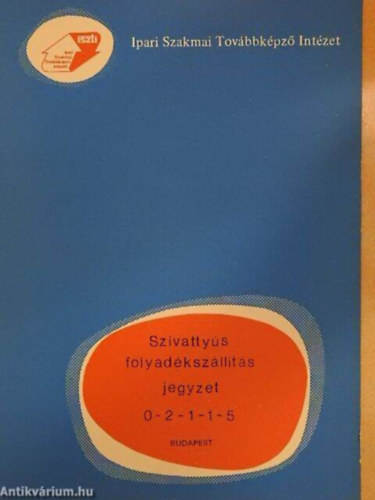 Ipari Szakmai Továbbképző Intézet
Szivattyús
folyadékszállítás
jegyzet
0-2-1-1-5
BUDAPEST
Antikvárium.hu